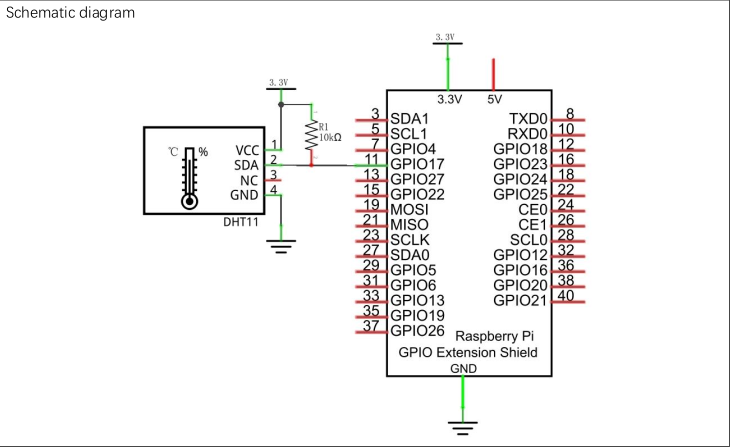 Schematic diagram
3.3V
3.3V
3.3V 5V
3 SDA1 TXD0 8
5 SCL1 RXD0 10
7 GPIO4 GPIO18 12
11 GPIO17 GPIO23 16
13 GPIO27 GPIO24 18
15 GPIO22 GPIO25 22
19 MOSI CE0 24
21 MISO CE1 26
23 SCLK SCL0 28
27 SDA0 GPIO12 32
29 GPIO5 GPIO16 36
31 GPIO6 GPIO20 38
33 GPIO13 GPIO21 40
35 GPIO19
37 GPIO26
Raspberry Pi
GPIO Extension Shield
GND
R1
10kΩ
℃ %
VCC 1
SDA 2
NC 3
GND 4
DHT11